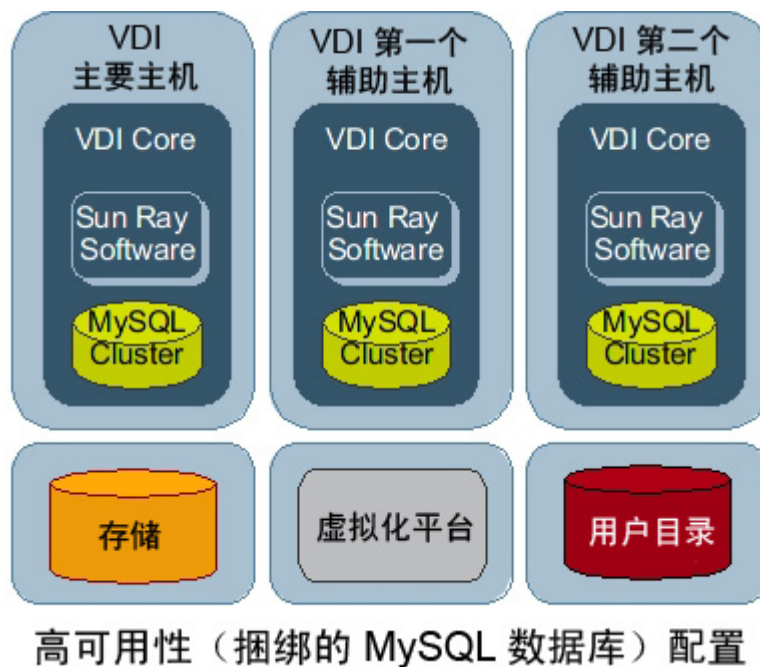 VDI
主要主机
VDI Core
Sun Ray
Software
MySQL
Cluster
VDI 第一个
辅助主机
VDI Core
Sun Ray
Software
MySQL
Cluster
VDI 第二个
辅助主机
VDI Core
Sun Ray
Software
MySQL
Cluster
存储
虚拟化平台
用户目录
高可用性（捆绑的 MySQL 数据库）配置